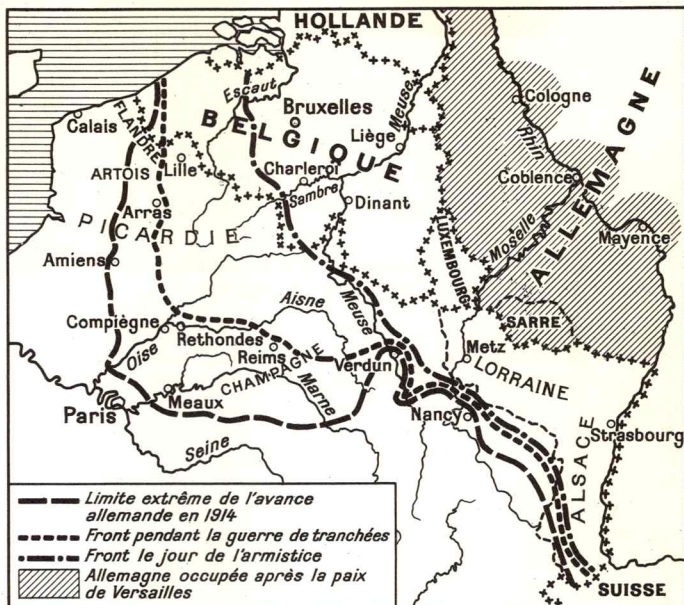 HOLLANDE
Calais
FLANDRE
Escaut
Bruxelles
Meuse
Cologne
BELGIQUE
Liège
Rhin
ALLEMAGNE
ARTOIS
Lille
Charleroi
Sambre
Dinant
Coblence
Arras
PICARDIE
LUXEMBOURG
Moselle
Mayence
Amiens
Aisne
Meuse
SARRE
Compiègne
Oise
Rethondes
Reims
Verdun
Metz
LORRAINE
CHAMPAGNE
Marne
Meaux
Paris
Nancy
Strasbourg
Seine
ALSACE
Limite extrême de l'avance
allemande en 1914
Front pendant la guerre de tranchées
Front le jour de l'armistice
Allemagne occupée après la paix
de Versailles
SUISSE